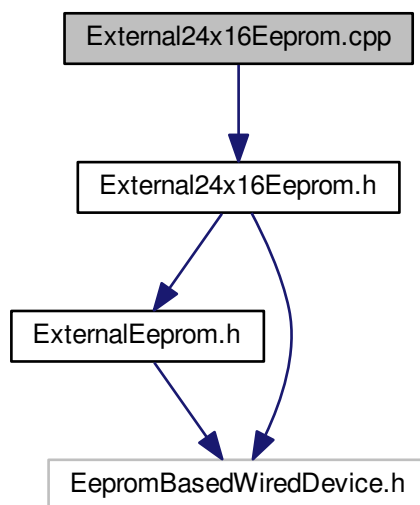 External24x16Eeprom.cpp
External24x16Eeprom.h
ExternalEeprom.h
EepromBasedWiredDevice.h